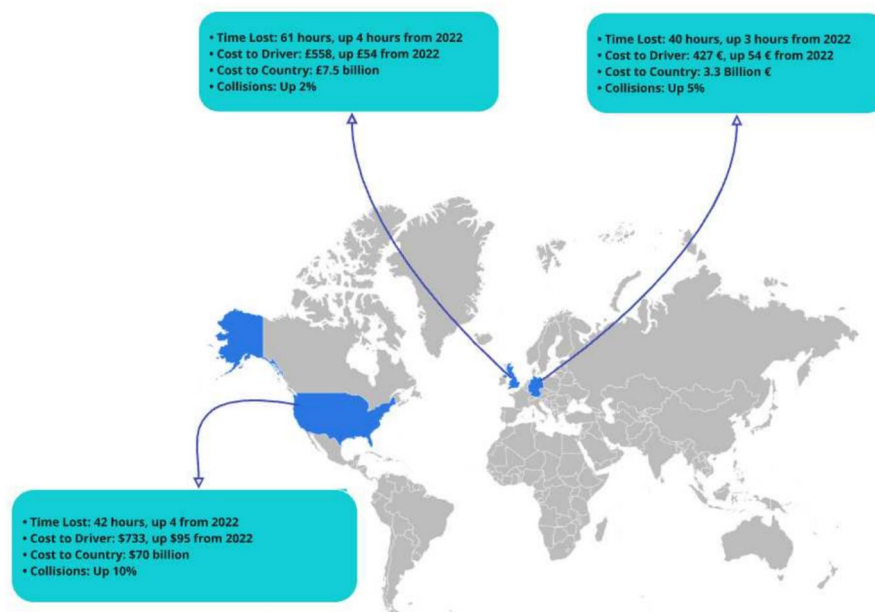 • Time Lost: 61 hours, up 4 hours from 2022
• Cost to Driver: £558, up £54 from 2022
• Cost to Country: £7.5 billion
• Collisions: Up 2%
• Time Lost: 40 hours, up 3 hours from 2022
• Cost to Driver: 427 €, up 54 € from 2022
• Cost to Country: 3.3 Billion €
• Collisions: Up 5%
• Time Lost: 42 hours, up 4 from 2022
• Cost to Driver: $733, up $95 from 2022
• Cost to Country: $70 billion
• Collisions: Up 10%